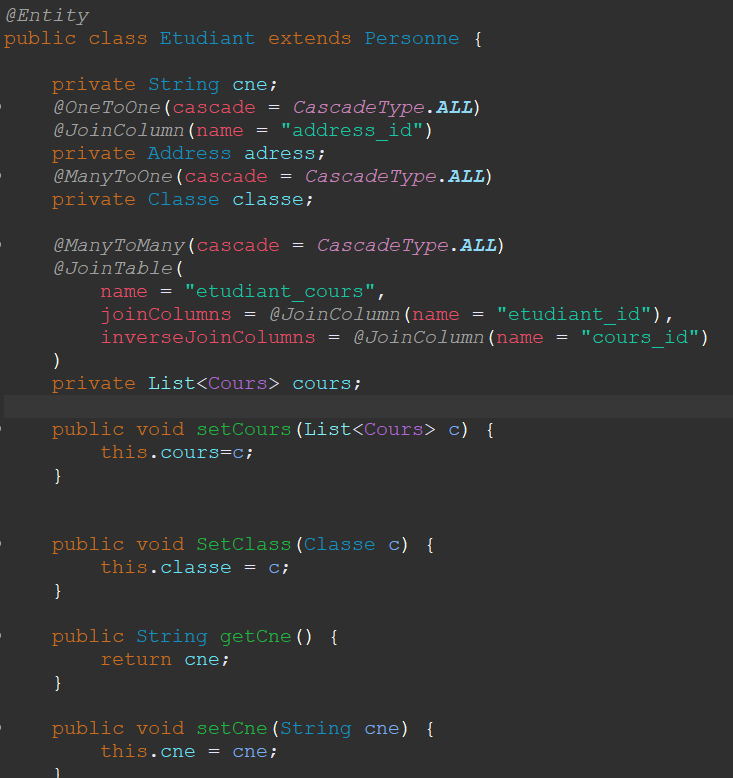 @Entity
public class Etudiant extends Personne {
private String cne;
@OneToOne(cascade = CascadeType.ALL)
@JoinColumn(name = "address_id")
private Address adress;
@ManyToOne(cascade = CascadeType.ALL)
private Classe classe;
@ManyToMany(cascade = CascadeType.ALL)
@JoinTable(
name = "etudiant_cours",
joinColumns = @JoinColumn(name = "etudiant_id"),
inverseJoinColumns = @JoinColumn(name = "cours_id")
)
private List<Cours> cours;
public void setCours(List<Cours> c) {
this.cours=c;
}
public void SetClass(Classe c) {
this.classe = c;
}
public String getCne() {
return cne;
}
public void setCne(String cne) {
this.cne = cne;
}